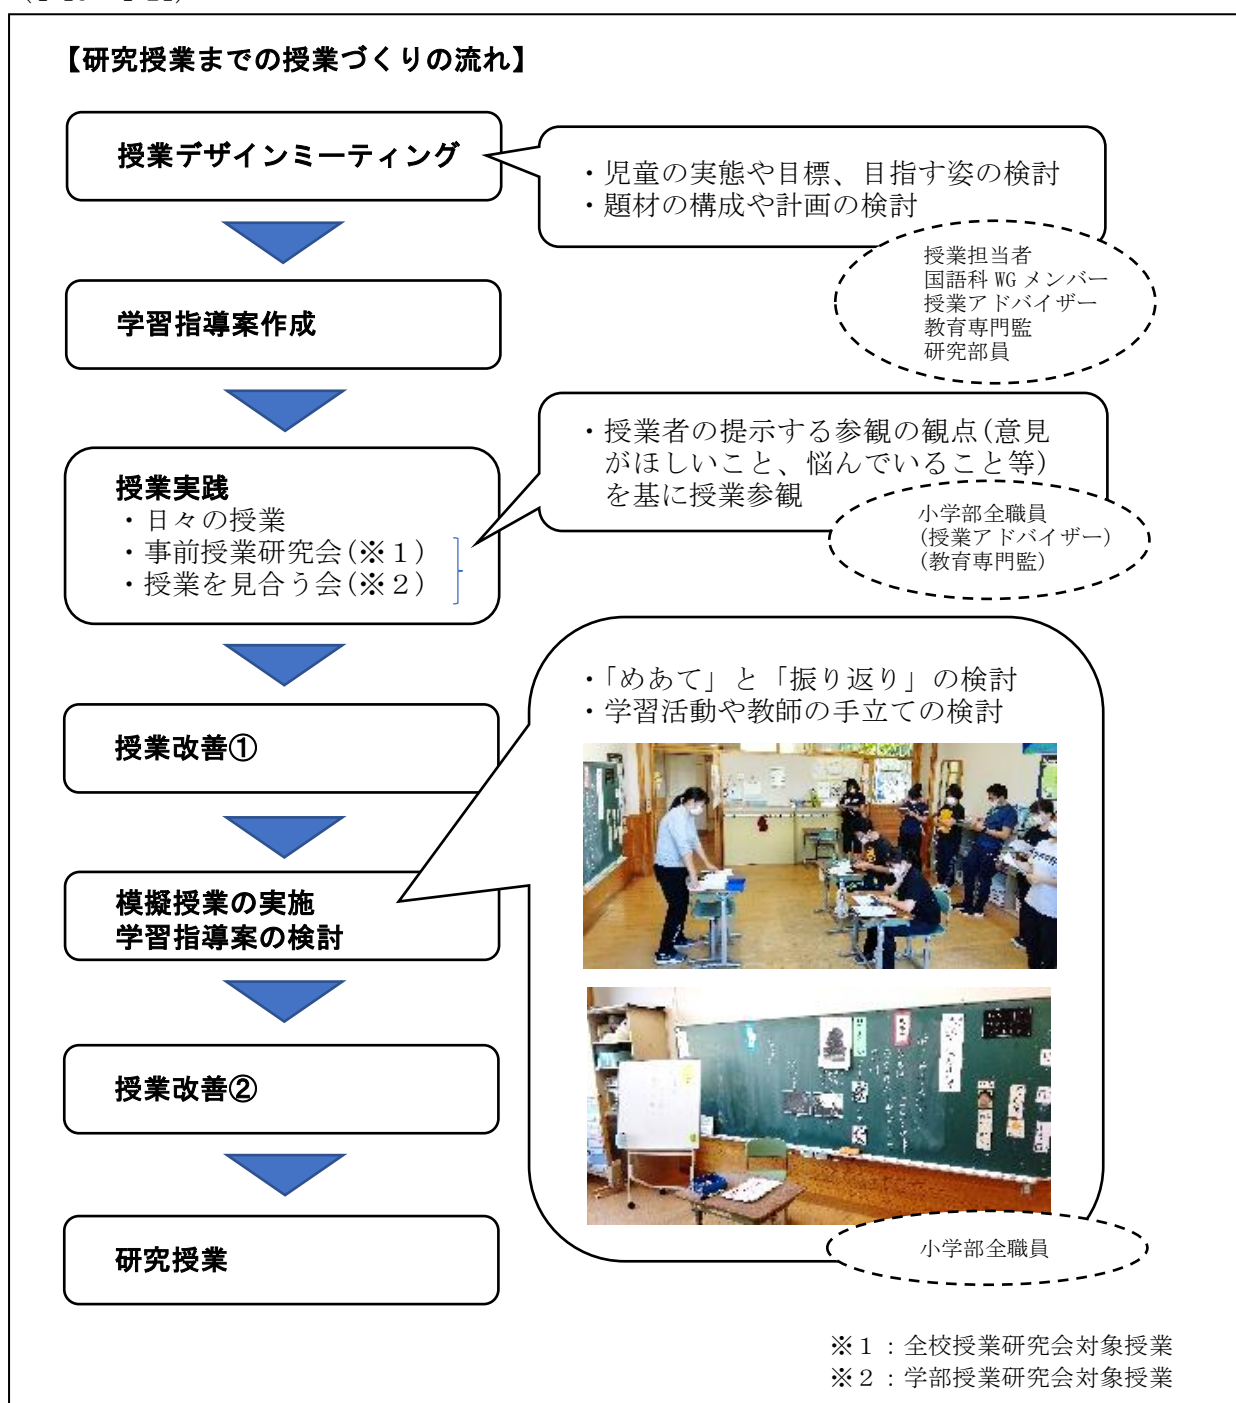 【研究授業までの授業づくりの流れ】
授業デザインミーティング
・児童の実態や目標、目指す姿の検討
・題材の構成や計画の検討
授業担当者
国語科 WG メンバー
授業アドバイザー
教育専門監
研究部員
学習指導案作成
授業実践
・日々の授業
・事前授業研究会(※１)
・授業を見合う会(※２)
・授業者の提示する参観の観点(意見
がほしいこと、悩んでいること等)
を基に授業参観
小学部全職員
(授業アドバイザー)
(教育専門監)
授業改善①
模擬授業の実施
学習指導案の検討
・「めあて」と「振り返り」の検討
・学習活動や教師の手立ての検討
小学部全職員
授業改善②
研究授業
※１：全校授業研究会対象授業
※２：学部授業研究会対象授業